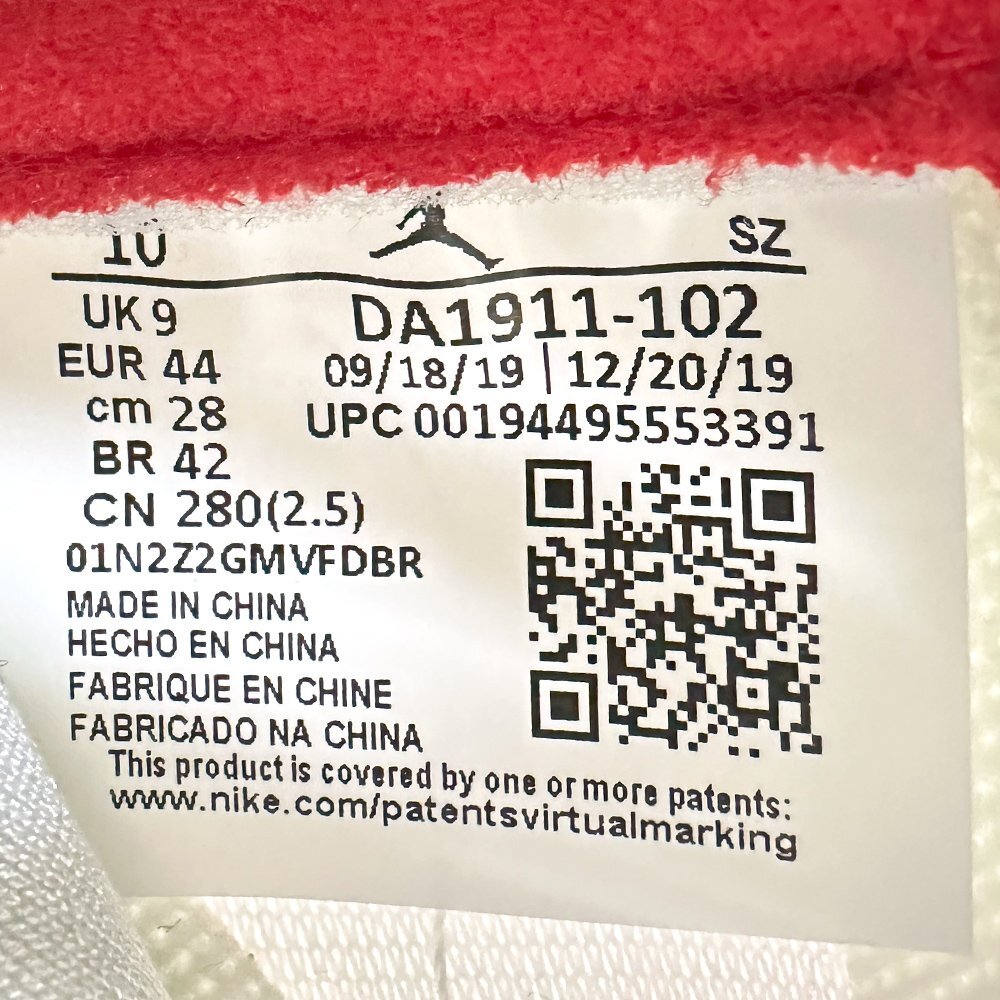 10 SZ
UK 9 DA1911-102
EUR 44 09/18/19 | 12/20/19
cm 28 UPC 00194495553391
BR 42
CN 280(2.5)
01N2Z2GMVFDBR
MADE IN CHINA
HECHO EN CHINA
FABRIQUE EN CHINE
FABRICADO NA CHINA
This product is covered by one or more patents:
www.nike.com/patentsvirtualmarking